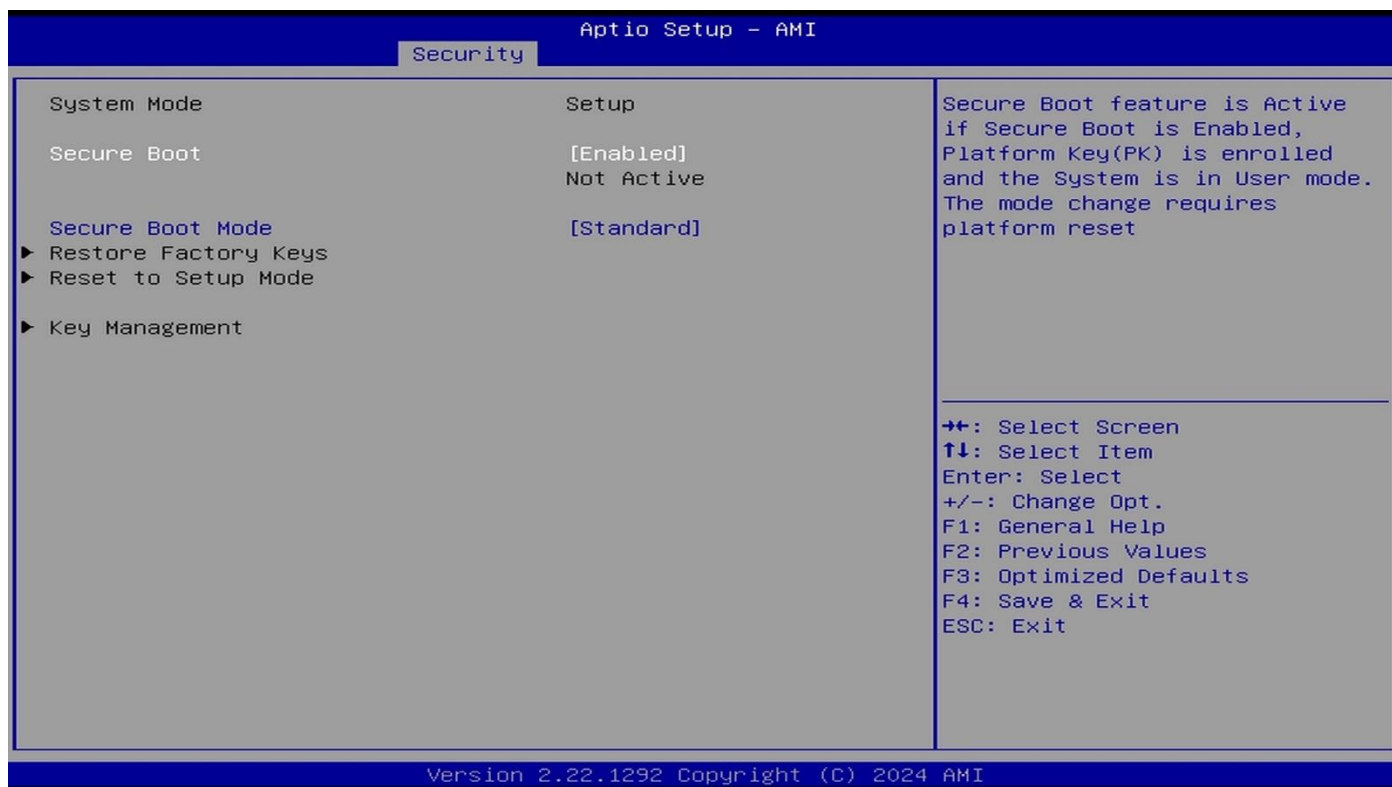 Aptio Setup – AMI
Security
System Mode Setup
Secure Boot [Enabled]
Not Active
Secure Boot Mode [Standard]
► Restore Factory Keys
► Reset to Setup Mode
► Key Management
Secure Boot feature is Active
if Secure Boot is Enabled,
Platform Key(PK) is enrolled
and the System is in User mode.
The mode change requires
platform reset
→←: Select Screen
↑↓: Select Item
Enter: Select
+/-: Change Opt.
F1: General Help
F2: Previous Values
F3: Optimized Defaults
F4: Save & Exit
ESC: Exit
Version 2.22.1292 Copyright (C) 2024 AMI